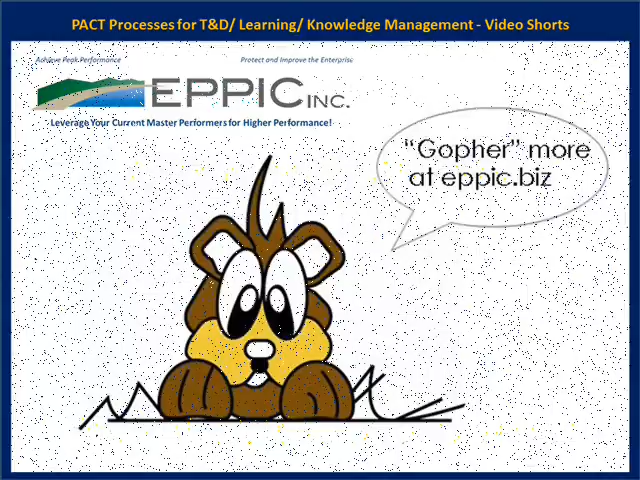 PACT Processes for T&D/ Learning/ Knowledge Management - Video Shorts
Achieve Peak Performance
Protect and Improve the Enterprise
EPPIC INC.
Leverage Your Current Master Performers for Higher Performance!
“Gopher” more
at eppic.biz